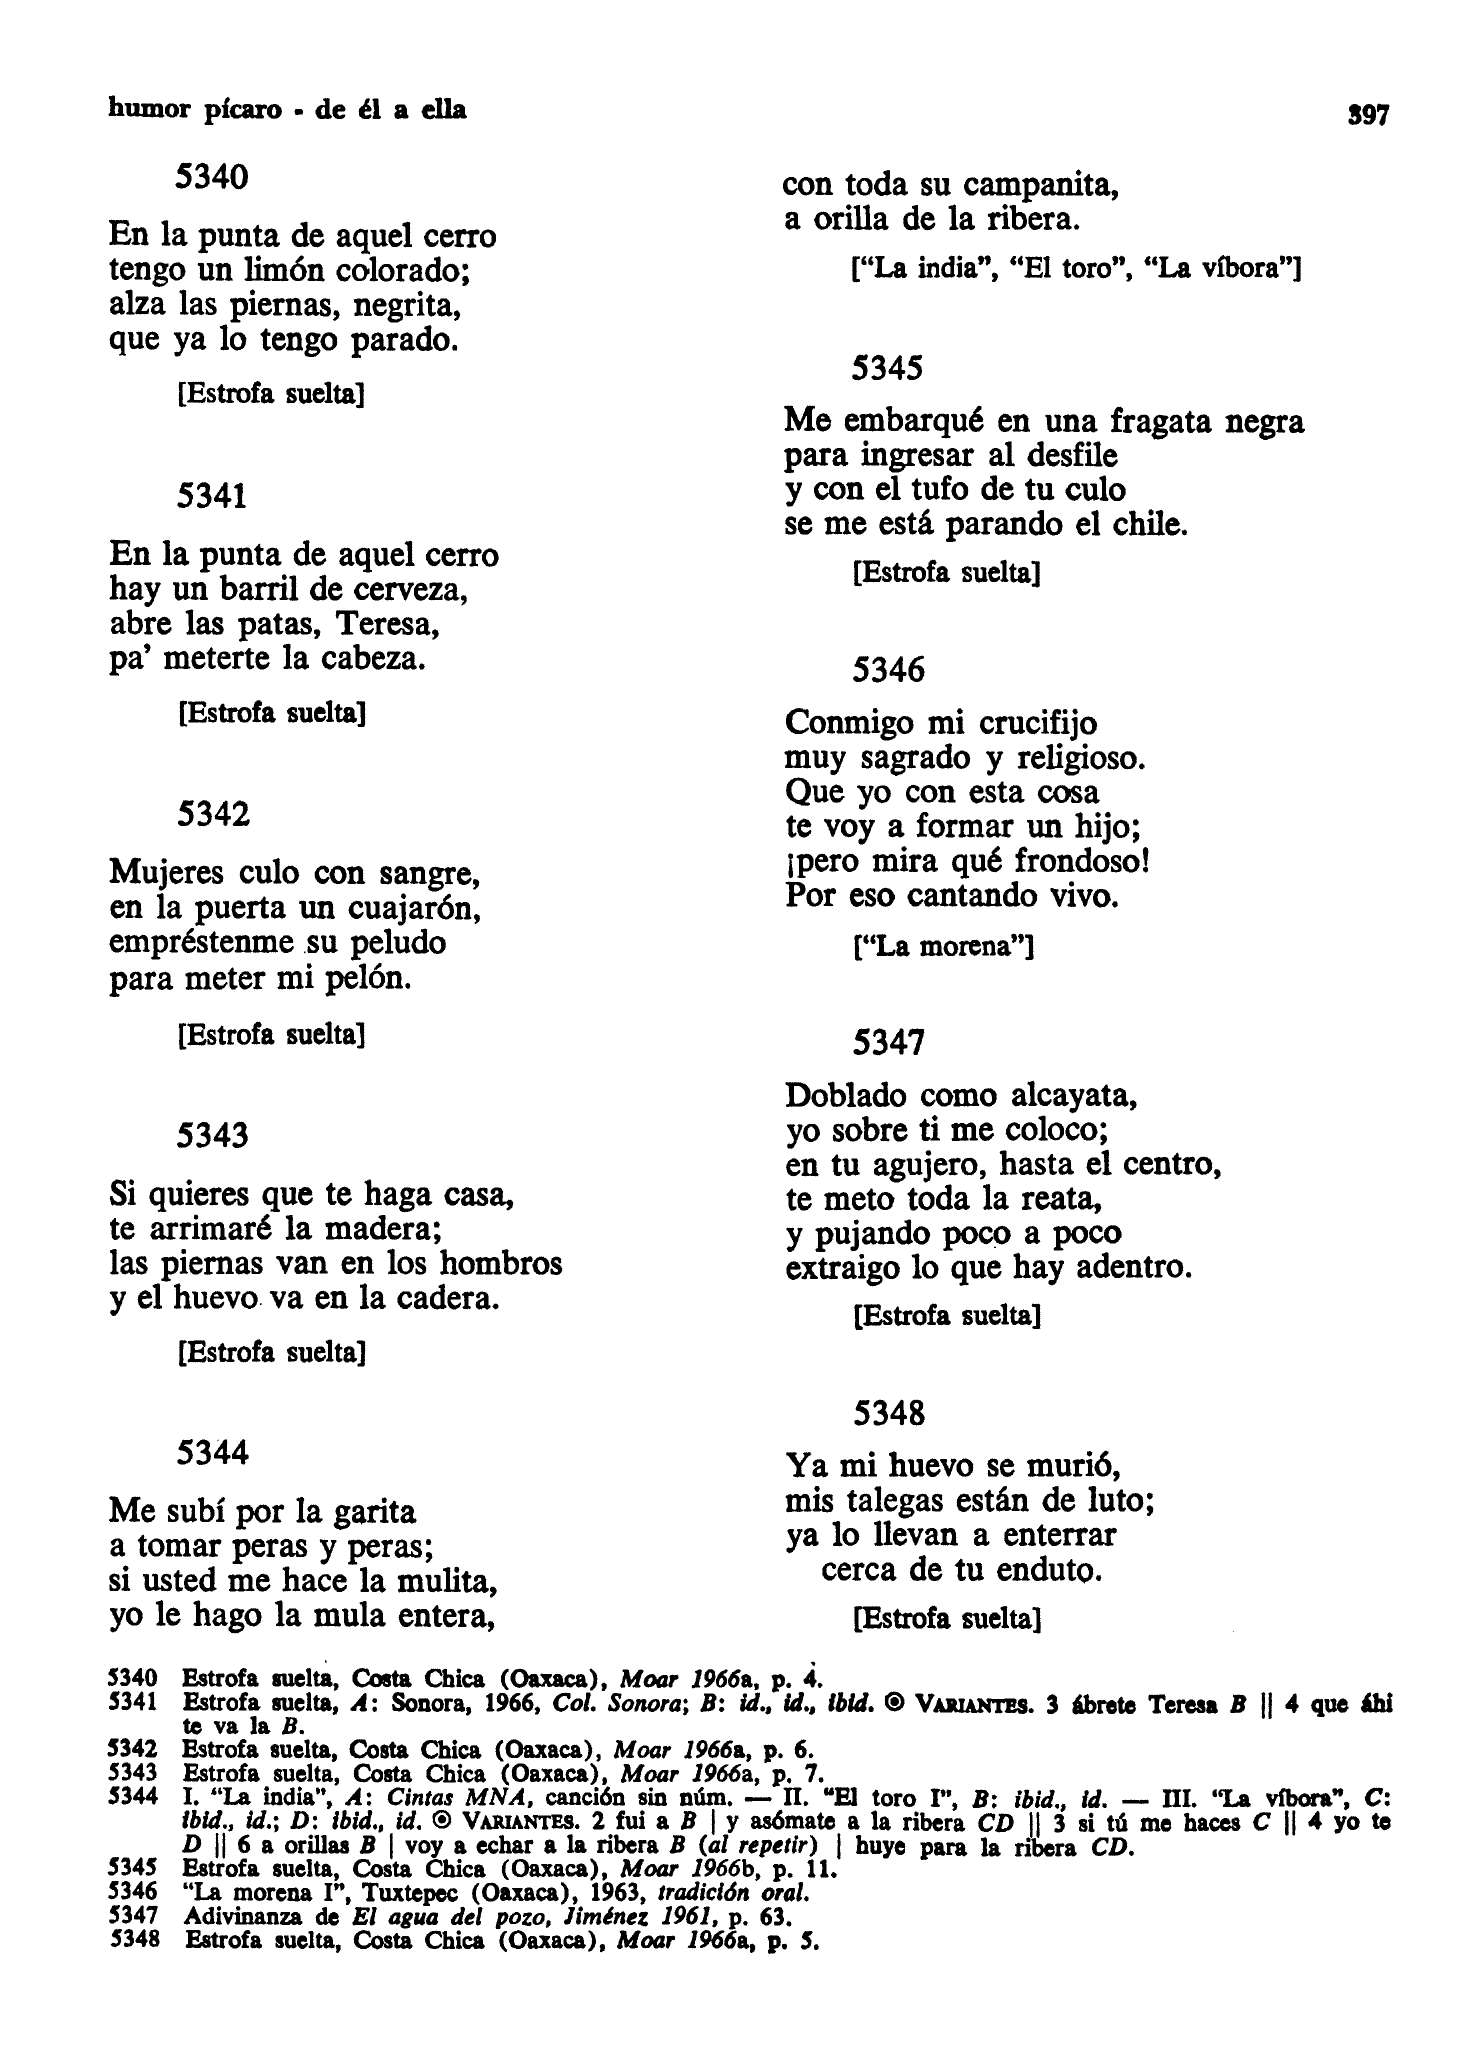 humor pícaro - de él a ella
397
5340
En la punta de aquel cerro
tengo un limón colorado;
alza las piernas, negrita,
que ya lo tengo parado.
[Estrofa suelta]
5341
En la punta de aquel cerro
hay un barril de cerveza,
abre las patas, Teresa,
pa’ meterte la cabeza.
[Estrofa suelta]
5342
Mujeres culo con sangre,
en la puerta un cuajarón,
empréstenme su peludo
para meter mi pelón.
[Estrofa suelta]
5343
Si quieres que te haga casa,
te arrimaré la madera;
las piernas van en los hombros
y el huevo va en la cadera.
[Estrofa suelta]
5344
Me subí por la garita
a tomar peras y peras;
si usted me hace la mulita,
yo le hago la mula entera,
con toda su campanita,
a orilla de la ribera.
[“La india”, “El toro”, “La víbora”]
5345
Me embarqué en una fragata negra
para ingresar al desfile
y con el tufo de tu culo
se me está parando el chile.
[Estrofa suelta]
5346
Conmigo mi crucifijo
muy sagrado y religioso.
Que yo con esta cosa
te voy a formar un hijo;
¡pero mira qué frondoso!
Por eso cantando vivo.
[“La morena”]
5347
Doblado como alcayata,
yo sobre ti me coloco;
en tu agujero, hasta el centro,
te meto toda la reata,
y pujando poco a poco
extraigo lo que hay adentro.
[Estrofa suelta]
5348
Ya mi huevo se murió,
mis talegas están de luto;
ya lo llevan a enterrar
cerca de tu enduto.
[Estrofa suelta]
5340 Estrofa suelta, Costa Chica (Oaxaca), Moar 1966a, p. 4.
5341 Estrofa suelta, A: Sonora, 1966, Col. Sonora; B: id., id., ibid. ⊙ VARIANTES. 3 ábrete Teresa B || 4 que áhi
te va la B.
5342 Estrofa suelta, Costa Chica (Oaxaca), Moar 1966a, p. 6.
5343 Estrofa suelta, Costa Chica (Oaxaca), Moar 1966a, p. 7.
5344 I. “La india”, A: Cintas MNA, canción sin núm. — II. “El toro I”, B: ibid., id. — III. “La víbora”, C:
ibid., id.; D: ibid., id. ⊙ VARIANTES. 2 fui a B | y asómate a la ribera CD || 3 si tú me haces C || 4 yo te
D || 6 a orillas B | voy a echar a la ribera B (al repetir) | huye para la ribera CD.
5345 Estrofa suelta, Costa Chica (Oaxaca), Moar 1966b, p. 11.
5346 “La morena I”, Tuxtepec (Oaxaca), 1963, tradición oral.
5347 Adivinanza de El agua del pozo, Jiménez 1961, p. 63.
5348 Estrofa suelta, Costa Chica (Oaxaca), Moar 1966a, p. 5.